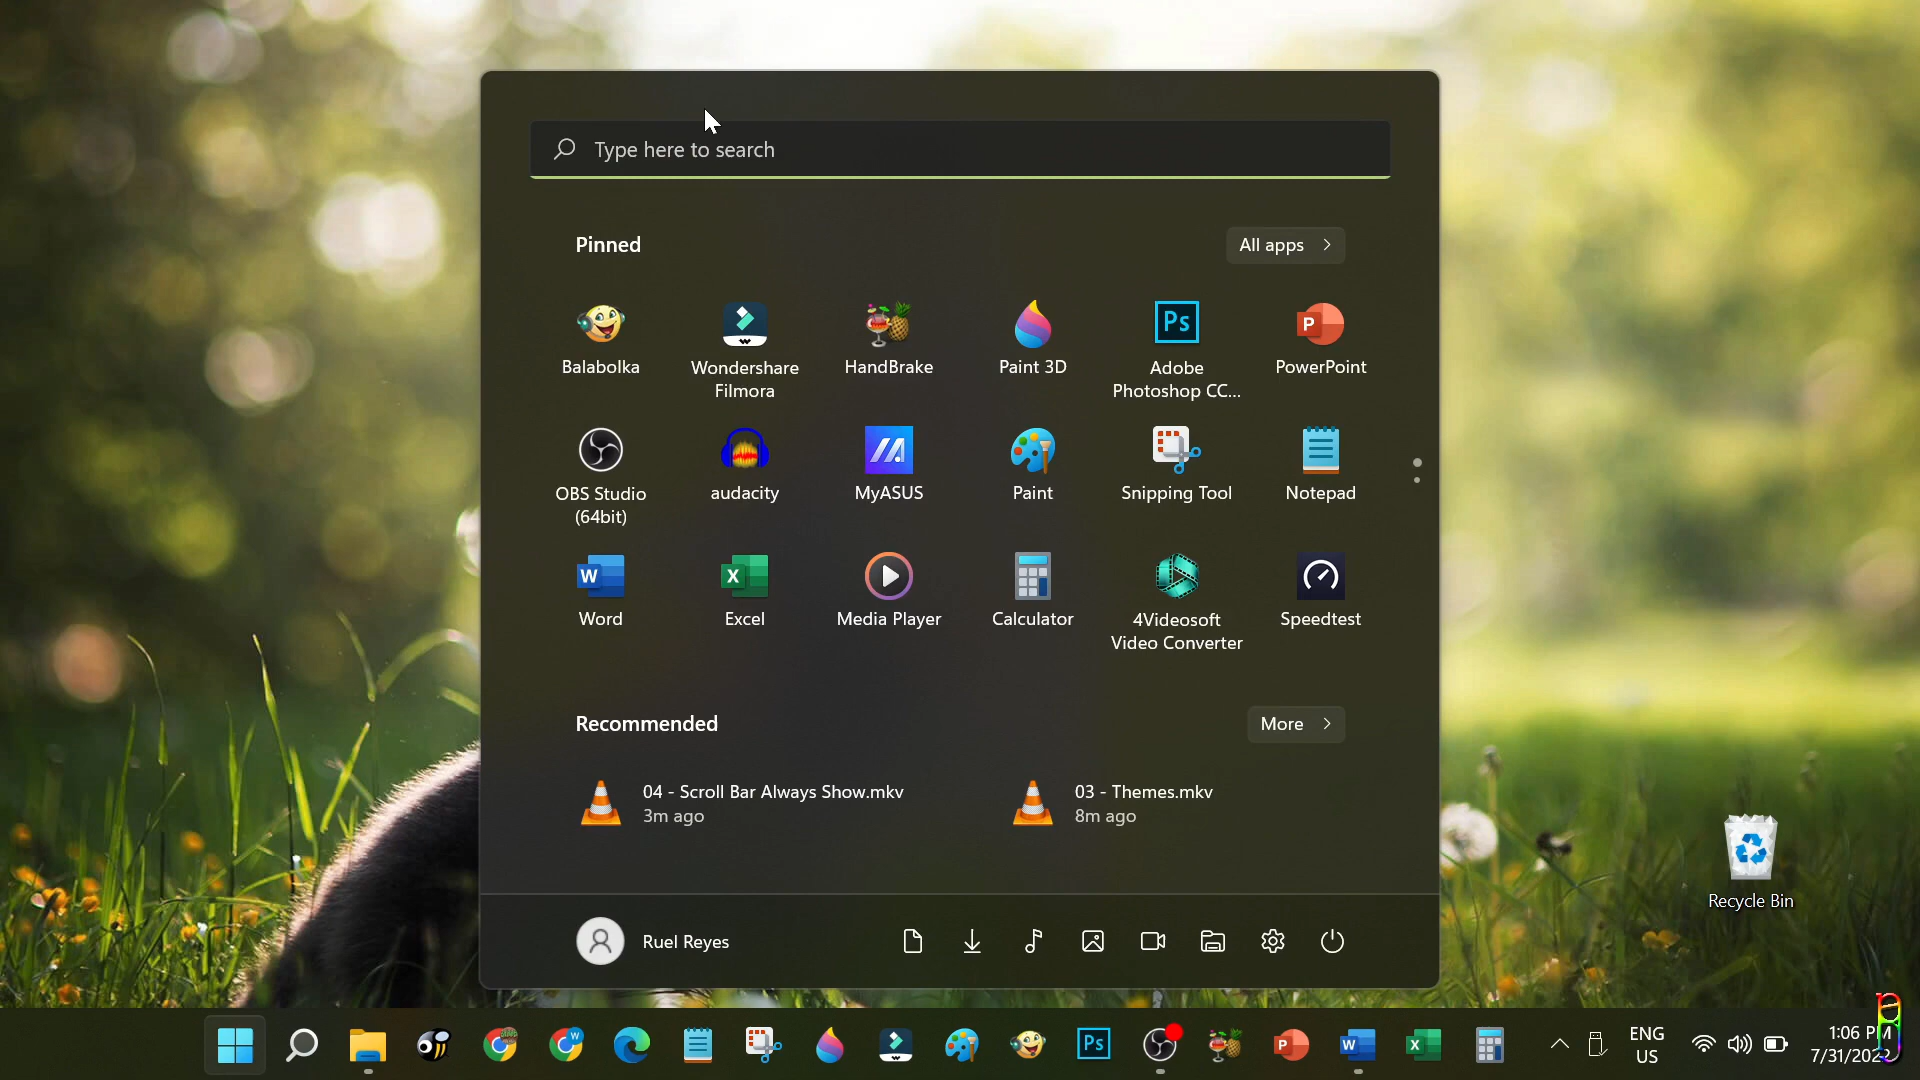 Type here to search
Pinned
All apps
Balabolka
Wondershare
Filmora
HandBrake
Paint 3D
Adobe
Photoshop CC...
PowerPoint
OBS Studio
(64bit)
audacity
MyASUS
Paint
Snipping Tool
Notepad
Word
Excel
Media Player
Calculator
4Videosoft
Video Converter
Speedtest
Recommended
More
04 - Scroll Bar Always Show.mkv
3m ago
03 - Themes.mkv
8m ago
Recycle Bin
Ruel Reyes
ENG
US
1:06 PM